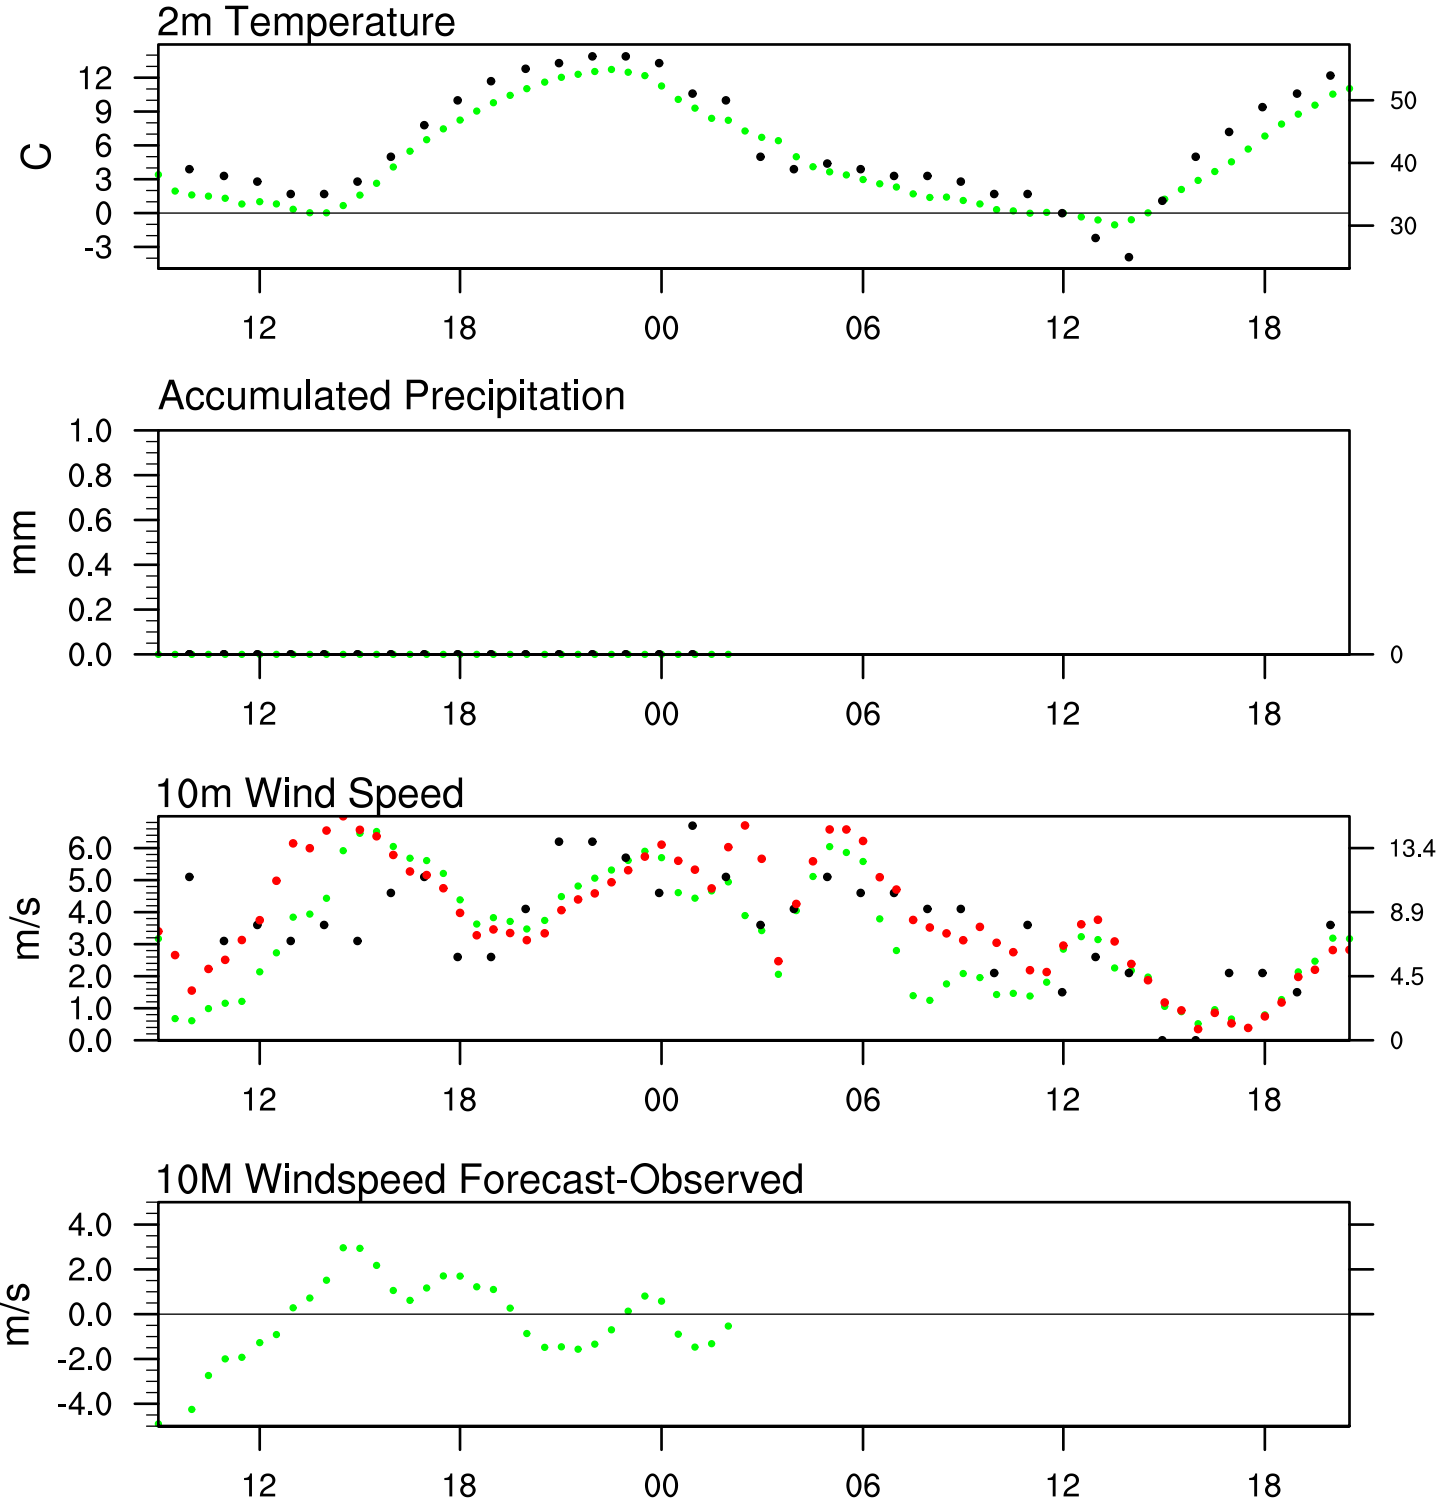 2m Temperature
12
9
6
3
0
-3
C
50
40
30
12 18 00 06 12 18
Accumulated Precipitation
1.0
0.8
0.6
0.4
0.2
0.0
mm
0
12 18 00 06 12 18
10m Wind Speed
6.0
5.0
4.0
3.0
2.0
1.0
0.0
m/s
13.4
8.9
4.5
0
12 18 00 06 12 18
10M Windspeed Forecast-Observed
4.0
2.0
0.0
-2.0
-4.0
m/s
12 18 00 06 12 18